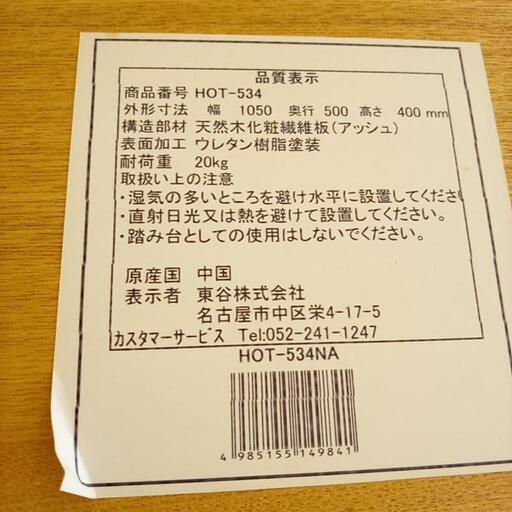 品質表示
商品番号 HOT-534
外形寸法 幅 1050 奥行 500 高さ 400 mm
構造部材 天然木化粧繊維板(アッシュ)
表面加工 ウレタン樹脂塗装
耐荷重 20kg
取扱い上の注意
・湿気の多いところを避け水平に設置してくださ
・直射日光又は熱を避けて設置してください。
・踏み台としての使用はしないでください。
原産国 中国
表示者 東谷株式会社
名古屋市中区栄4-17-5
カスタマーサービス Tel:052-241-1247
HOT-534NA
4 985155 149841